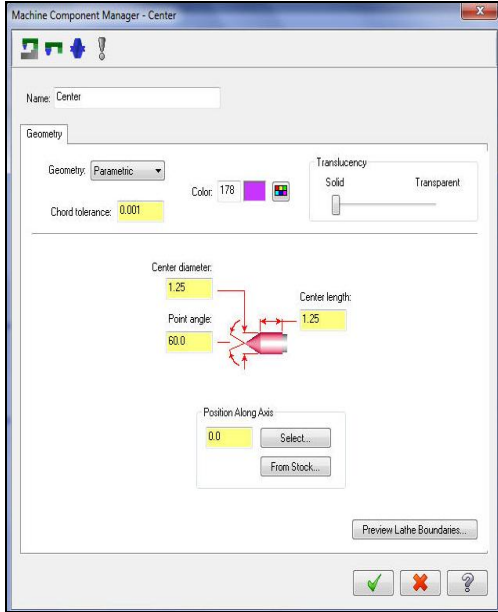 Machine Component Manager - Center
Name: Center
Geometry
Geometry: Parametric
Color: 178
Translucency
Solid Transparent
Chord tolerance: 0.001
Center diameter:
1.25
Center length:
1.25
Point angle:
60.0
Position Along Axis
0.0 Select...
From Stock...
Preview Lathe Boundaries...